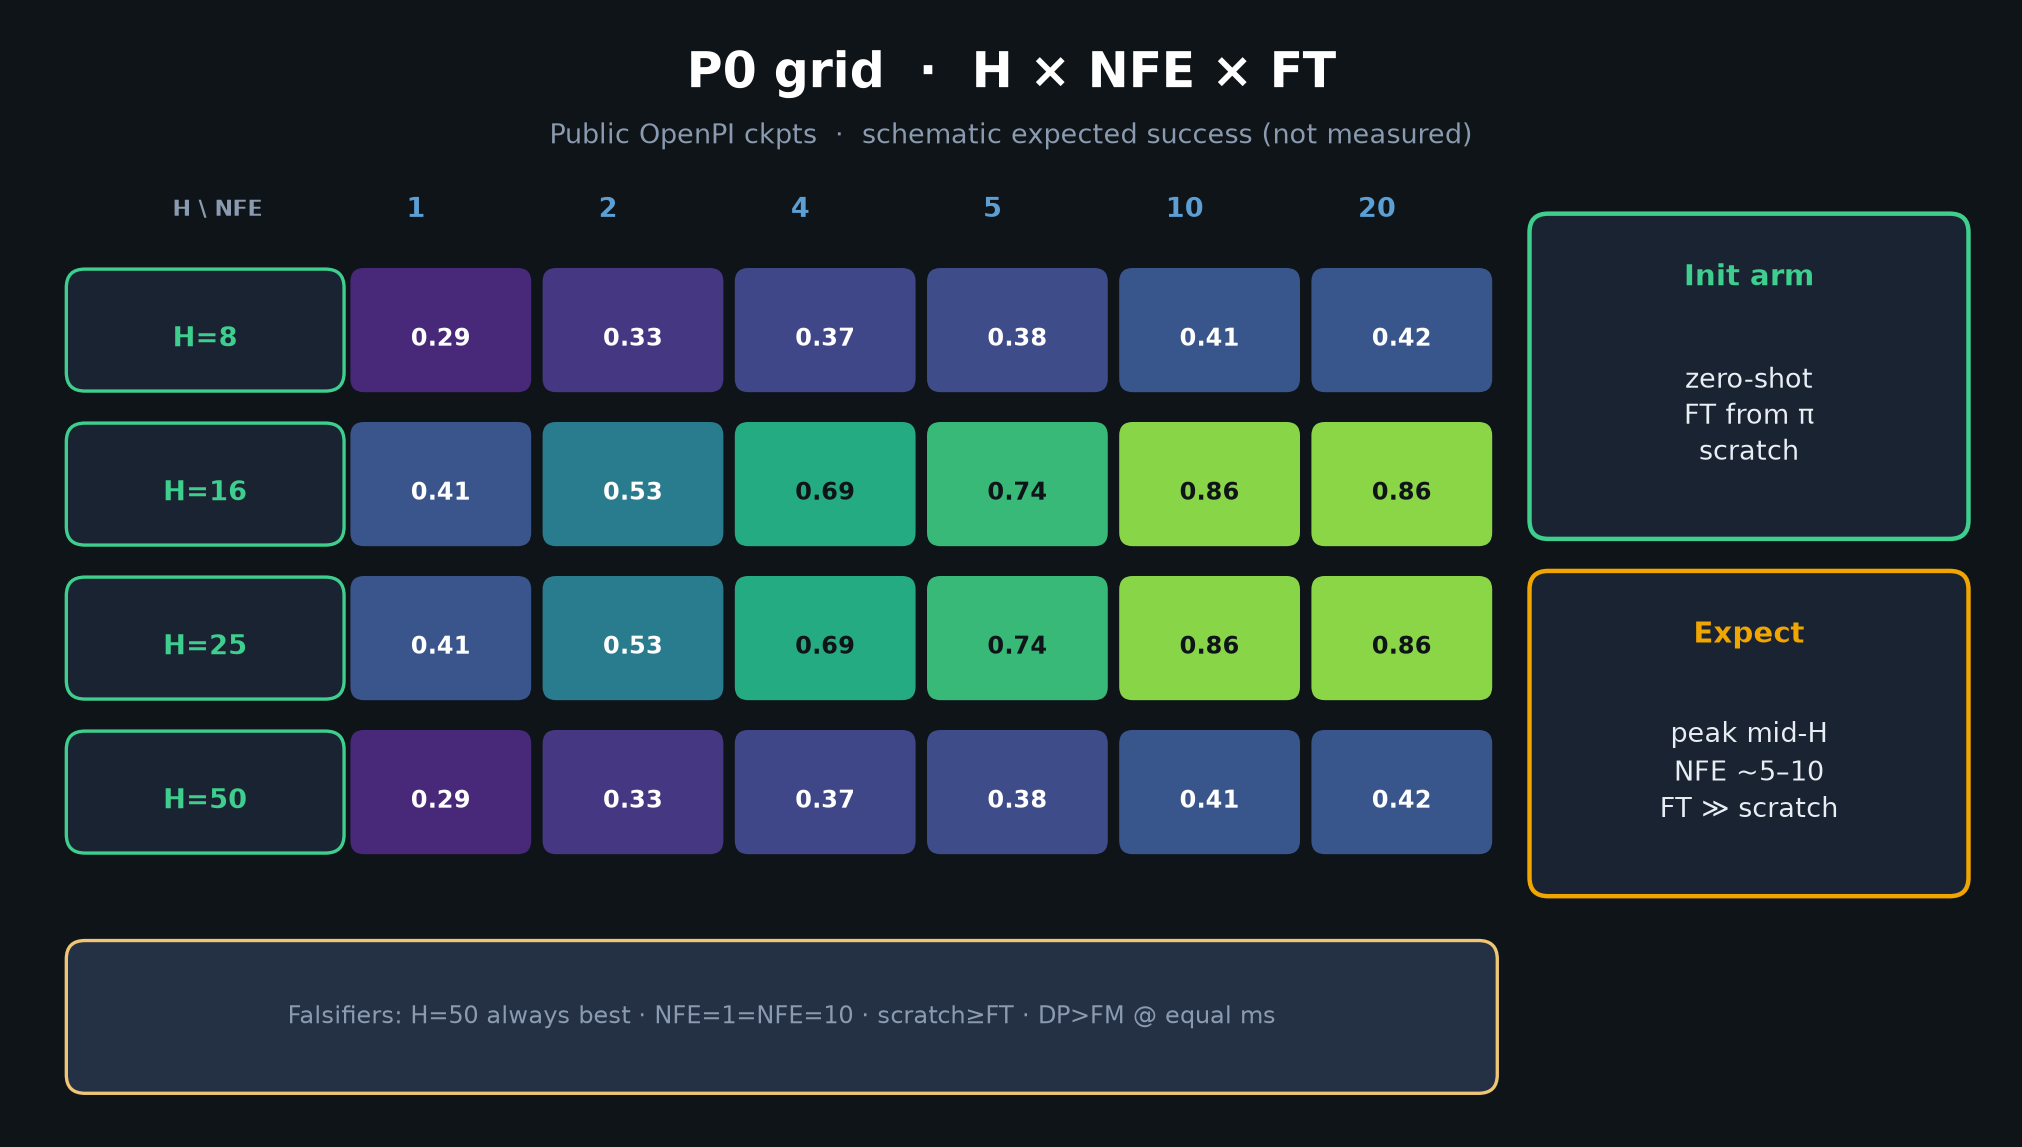 P0 grid · H × NFE × FT
Public OpenPI ckpts · schematic expected success (not measured)
H \ NFE 1 2 4 5 10 20
H=8 0.29 0.33 0.37 0.38 0.41 0.42
H=16 0.41 0.53 0.69 0.74 0.86 0.86
H=25 0.41 0.53 0.69 0.74 0.86 0.86
H=50 0.29 0.33 0.37 0.38 0.41 0.42
Init arm
zero-shot
FT from π
scratch
Expect
peak mid-H
NFE ~5–10
FT ≫ scratch
Falsifiers: H=50 always best · NFE=1=NFE=10 · scratch≥FT · DP>FM @ equal ms